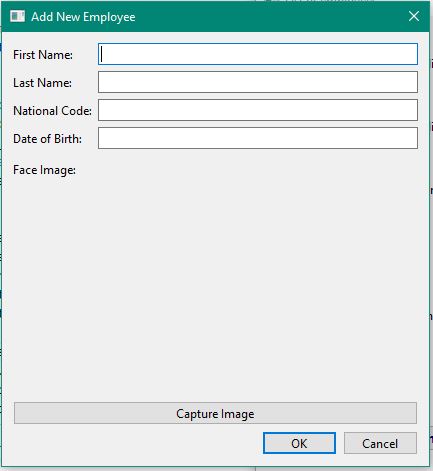 Add New Employee
First Name:
Last Name:
National Code:
Date of Birth:
Face Image:
Capture Image
OK Cancel